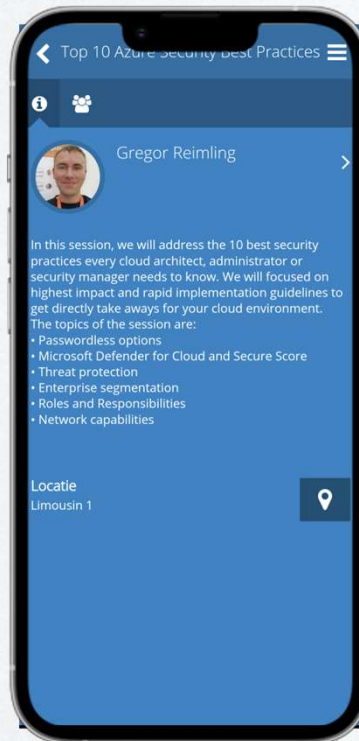 Top 10 Azure Security Best Practices
Gregor Reimling
In this session, we will address the 10 best security
practices every cloud architect, administrator or
security manager needs to know. We will focused on
highest impact and rapid implementation guidelines to
get directly take aways for your cloud environment.
The topics of the session are:
• Passwordless options
• Microsoft Defender for Cloud and Secure Score
• Threat protection
• Enterprise segmentation
• Roles and Responsibilities
• Network capabilities
Locatie
Limousin 1